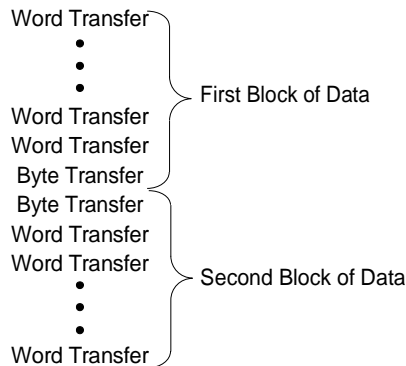 Word Transfer
•
•
•
First Block of Data
Word Transfer
Word Transfer
Byte Transfer
Byte Transfer
Word Transfer
Word Transfer
Second Block of Data
•
•
•
Word Transfer